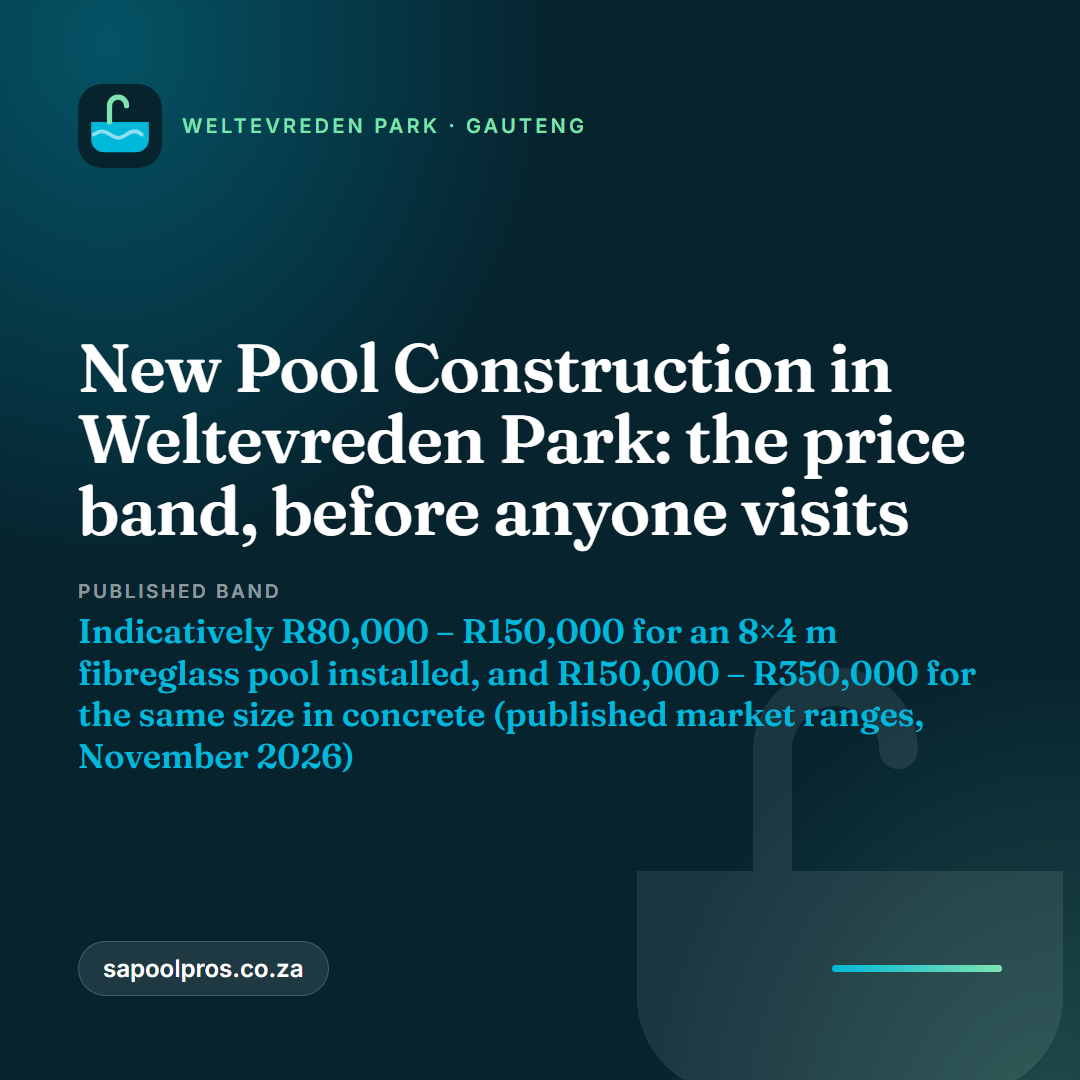 WELTEVREDEN PARK · GAUTENG
New Pool Construction in
Weltevreden Park: the price
band, before anyone visits
PUBLISHED BAND
Indicatively R80,000 – R150,000 for an 8×4 m
fibreglass pool installed, and R150,000 – R350,000 for
the same size in concrete (published market ranges,
November 2026)
sapoolpros.co.za